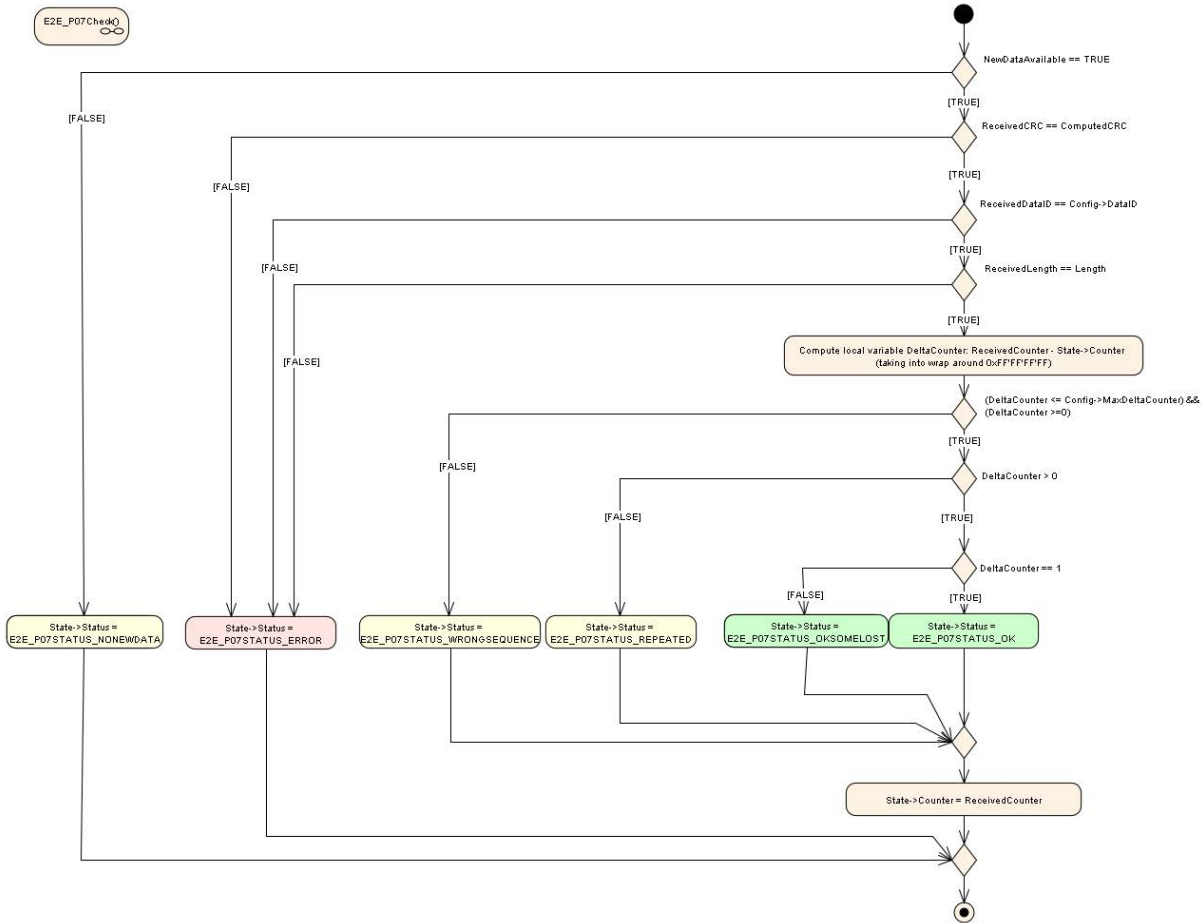 E2E_P07Check()
NewDataAvailable == TRUE
[TRUE]
[FALSE]
ReceivedCRC == ComputedCRC
[TRUE]
[FALSE]
ReceivedDataID == Config->DataID
[TRUE]
[FALSE]
ReceivedLength == Length
[TRUE]
[FALSE]
Compute local variable DeltaCounter: ReceivedCounter - State->Counter
(taking into wrap around 0xFF'FF'FF'FF)
(DeltaCounter <= Config->MaxDeltaCounter) &&
(DeltaCounter >=0)
[TRUE]
[FALSE]
DeltaCounter > 0
[FALSE]
[TRUE]
DeltaCounter == 1
[FALSE]
[TRUE]
State->Status =
E2E_P07STATUS_NONEWDATA
State->Status =
E2E_P07STATUS_ERROR
State->Status =
E2E_P07STATUS_WRONGSEQUENCE
State->Status =
E2E_P07STATUS_REPEATED
State->Status =
E2E_P07STATUS_OKSOMELOST
State->Status =
E2E_P07STATUS_OK
State->Counter = ReceivedCounter